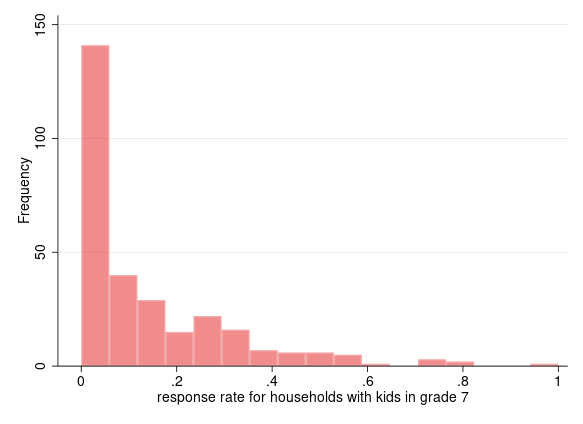 150
100
50
0
Frequency
0 .2 .4 .6 .8 1
response rate for households with kids in grade 7